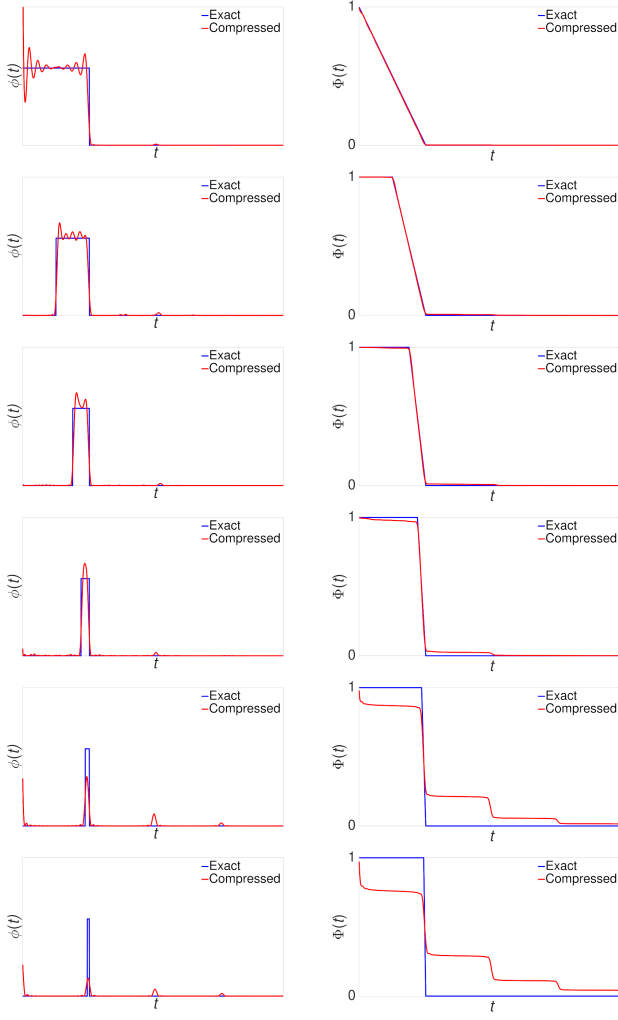 Exact
Compressed
ϕ(t)
t
1
Exact
Compressed
Φ(t)
0
t
Exact
Compressed
ϕ(t)
t
1
Exact
Compressed
Φ(t)
0
t
Exact
Compressed
ϕ(t)
t
1
Exact
Compressed
Φ(t)
0
t
Exact
Compressed
ϕ(t)
t
1
Exact
Compressed
Φ(t)
0
t
Exact
Compressed
ϕ(t)
t
1
Exact
Compressed
Φ(t)
0
t
Exact
Compressed
ϕ(t)
t
1
Exact
Compressed
Φ(t)
0
t